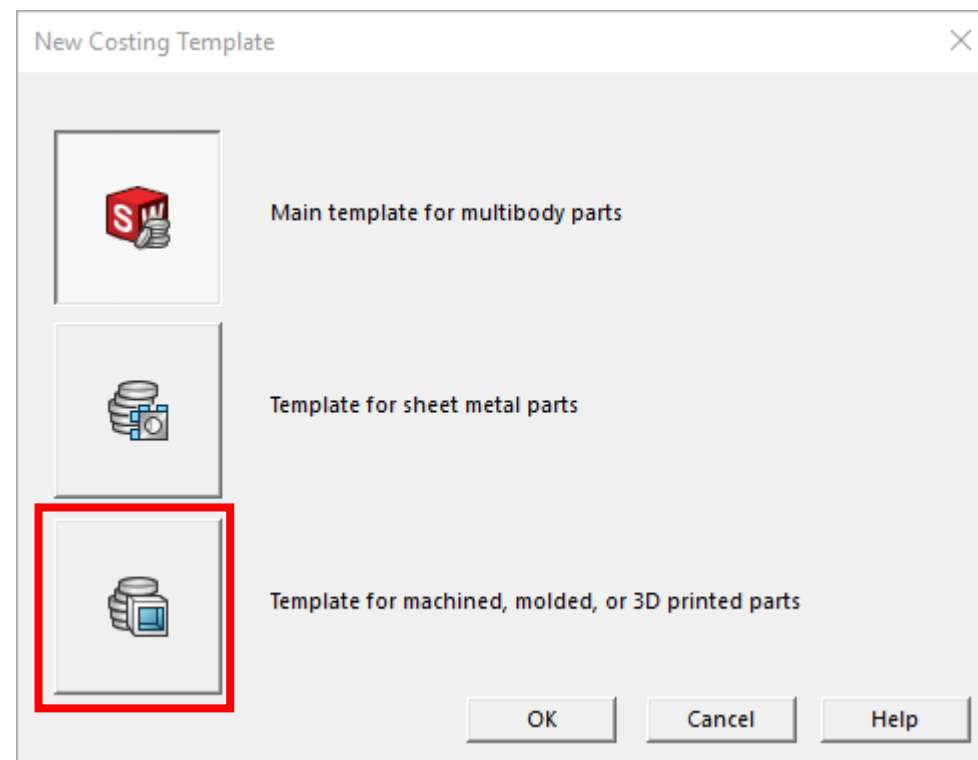 New Costing Template
SW
Main template for multibody parts
Template for sheet metal parts
Template for machined, molded, or 3D printed parts
OK Cancel Help